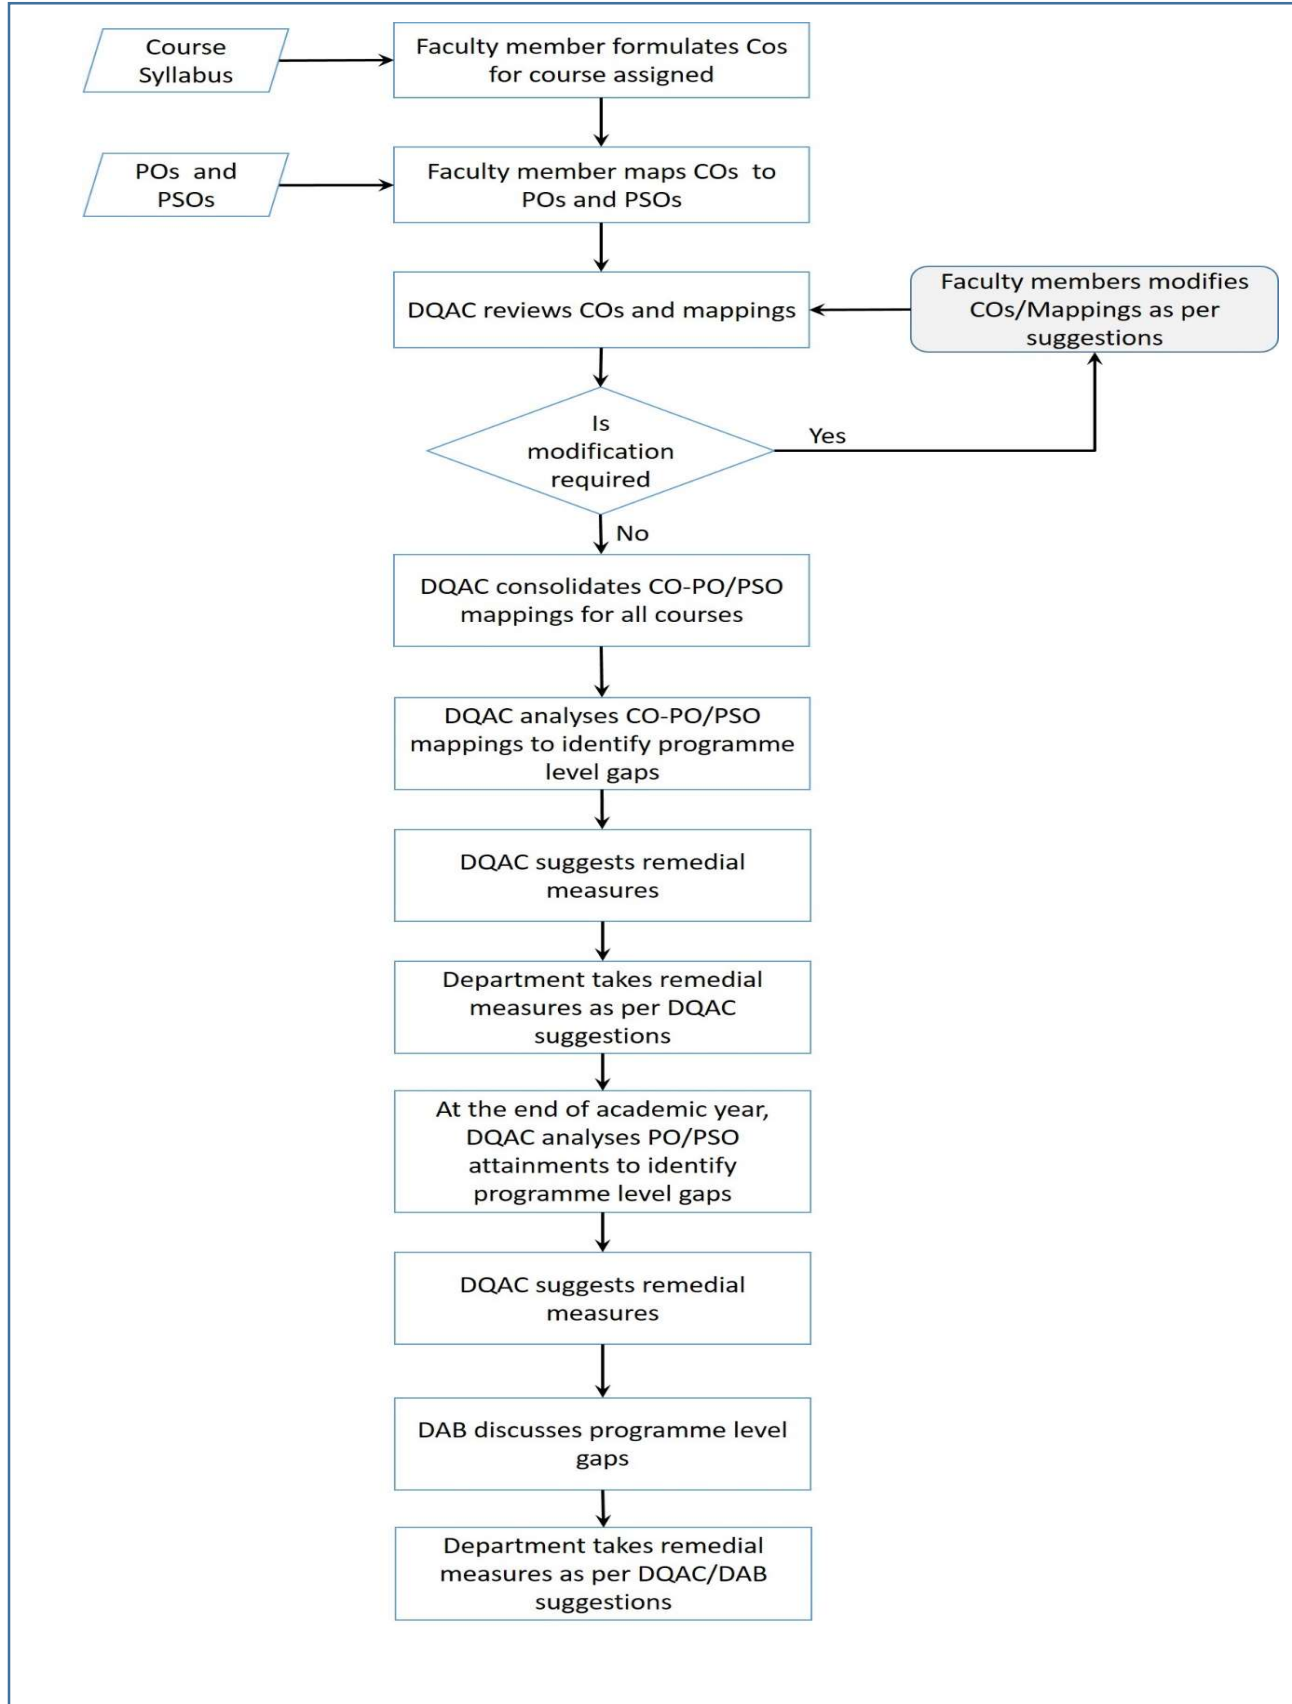 Course
Syllabus
Faculty member formulates Cos
for course assigned
POs and
PSOs
Faculty member maps COs to
POs and PSOs
DQAC reviews COs and mappings
Faculty members modifies
COs/Mappings as per
suggestions
Is
modification
required
Yes
No
DQAC consolidates CO-PO/PSO
mappings for all courses
DQAC analyses CO-PO/PSO
mappings to identify programme
level gaps
DQAC suggests remedial
measures
Department takes remedial
measures as per DQAC
suggestions
At the end of academic year,
DQAC analyses PO/PSO
attainments to identify
programme level gaps
DQAC suggests remedial
measures
DAB discusses programme level
gaps
Department takes remedial
measures as per DQAC/DAB
suggestions